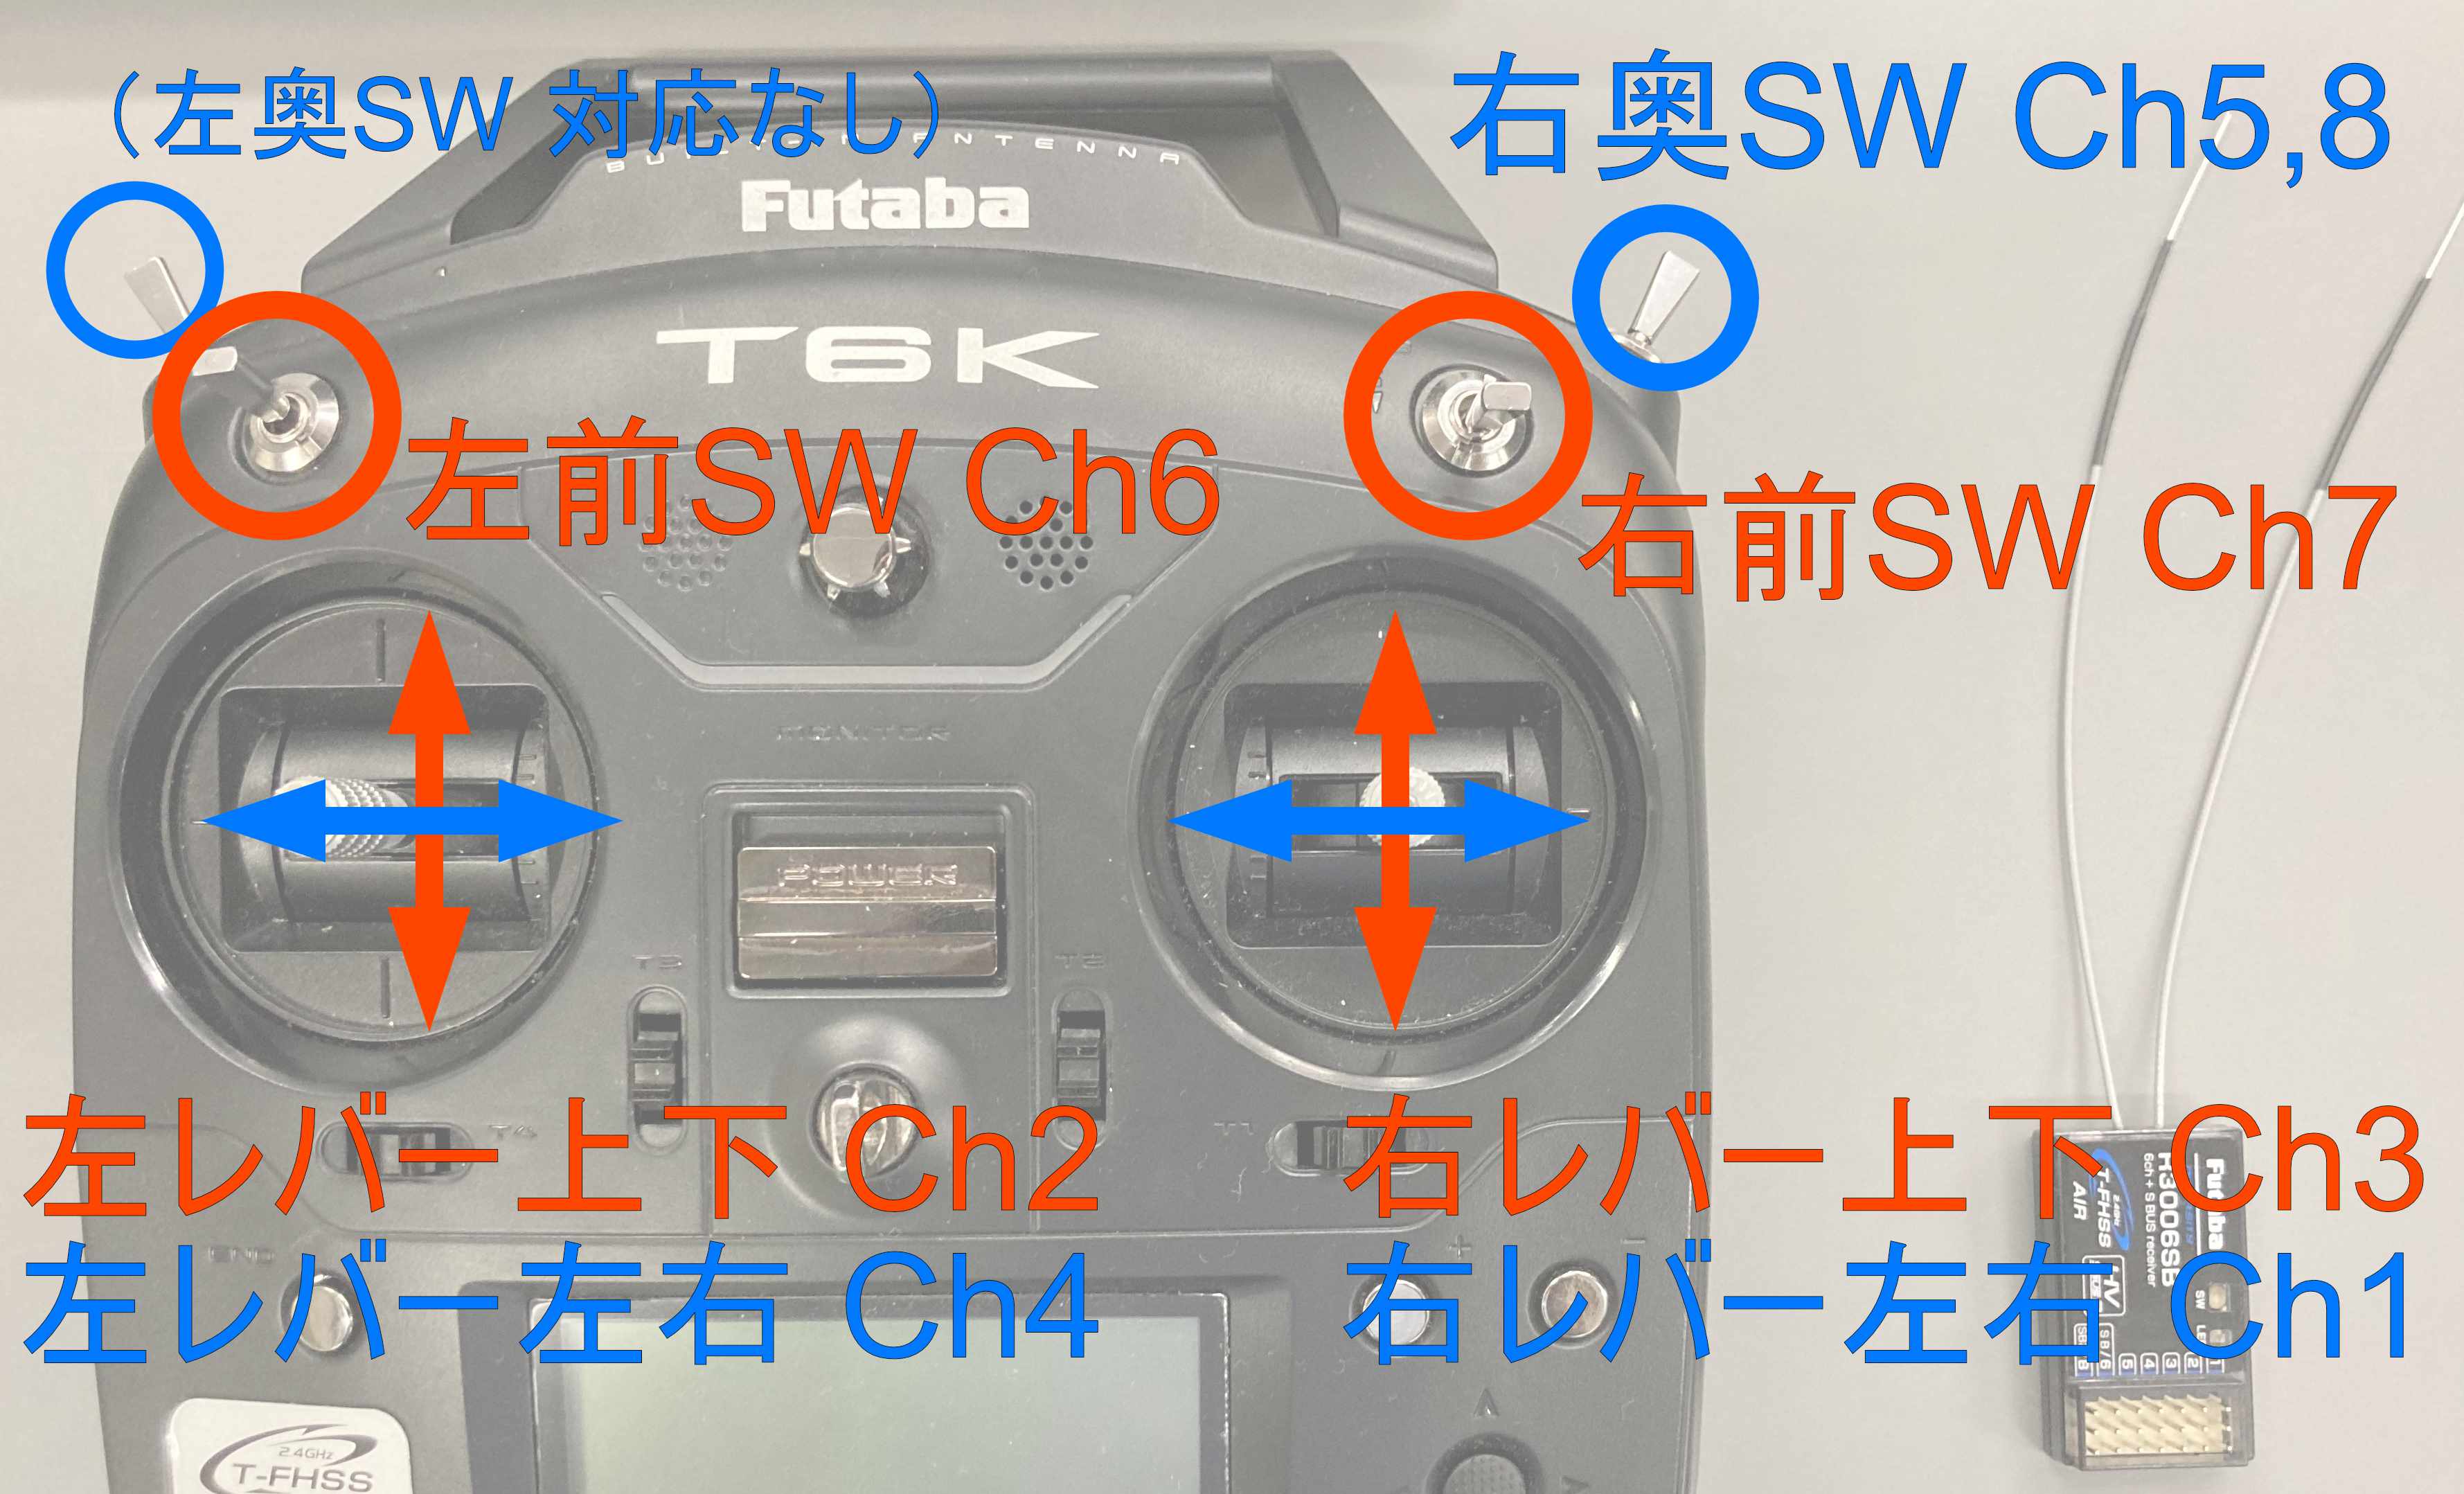 （左奥SW 対応なし）
右奥SW Ch5,8
BUILT-IN ANTENNA
Futaba
T6K
左前SW Ch6
右前SW Ch7
MONITOR
POWER
T3
T2
左レバー上下 Ch2
右レバー上下 Ch3
T4
T1
左レバー左右 Ch4
右レバー左右 Ch1
END
+
−
2.4GHz
T-FHSS
Futaba
R3006SB
6ch + S.BUS receiver
2.4GHz
T-FHSS
AIR
HV
SW
1
2
3
4
5
SB/6